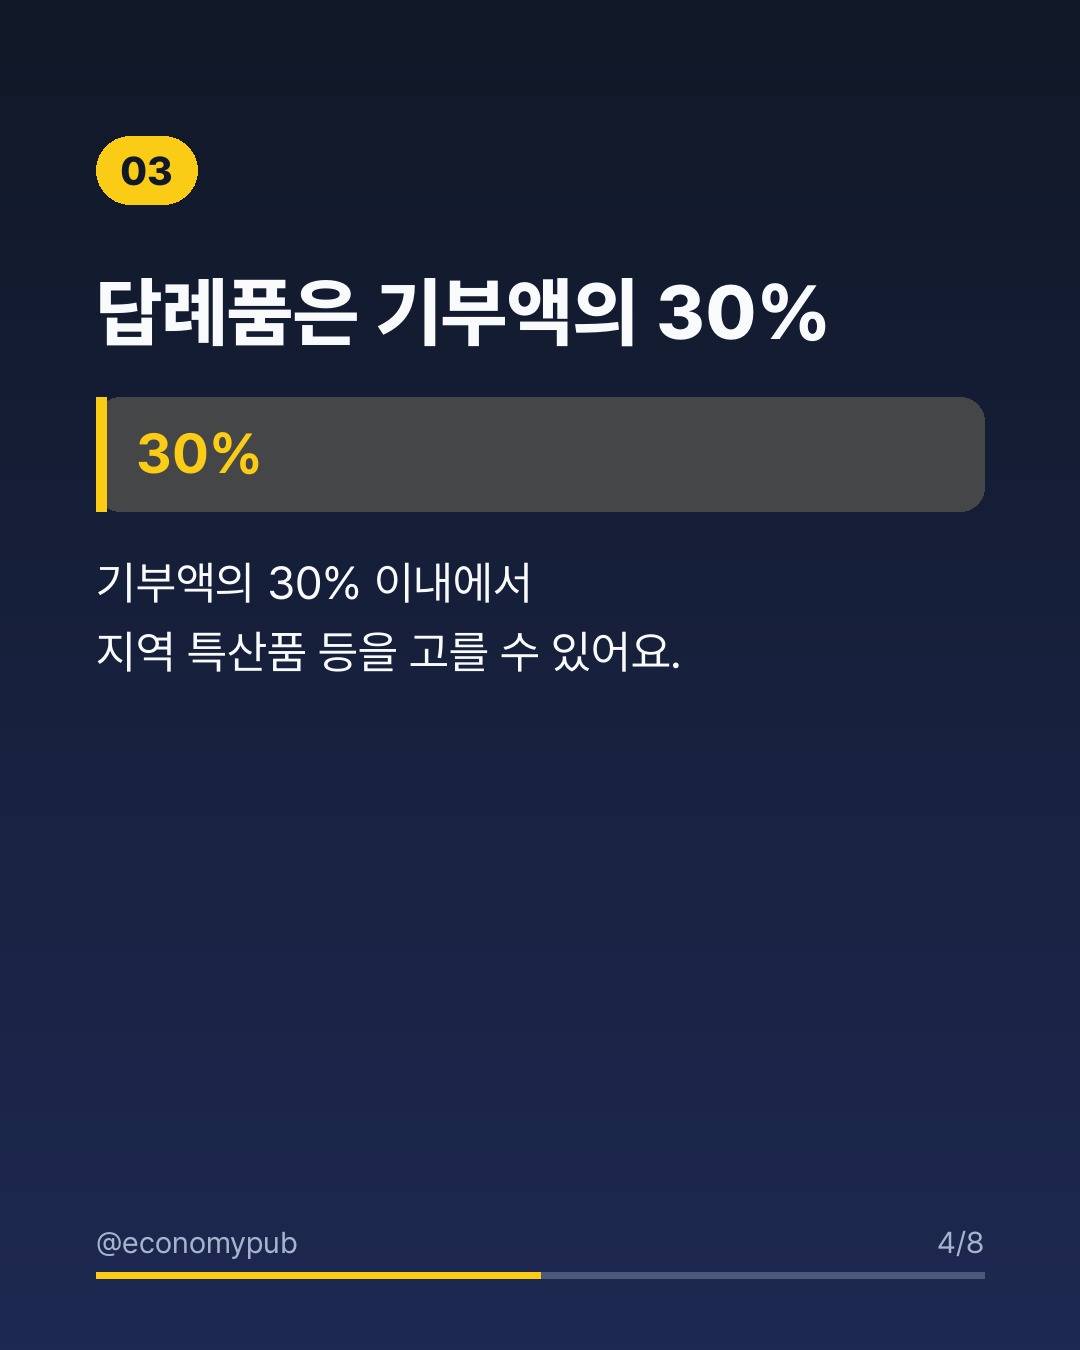 03
답례품은 기부액의 30%
30%
기부액의 30% 이내에서
지역 특산품 등을 고를 수 있어요.
@economypub
4/8